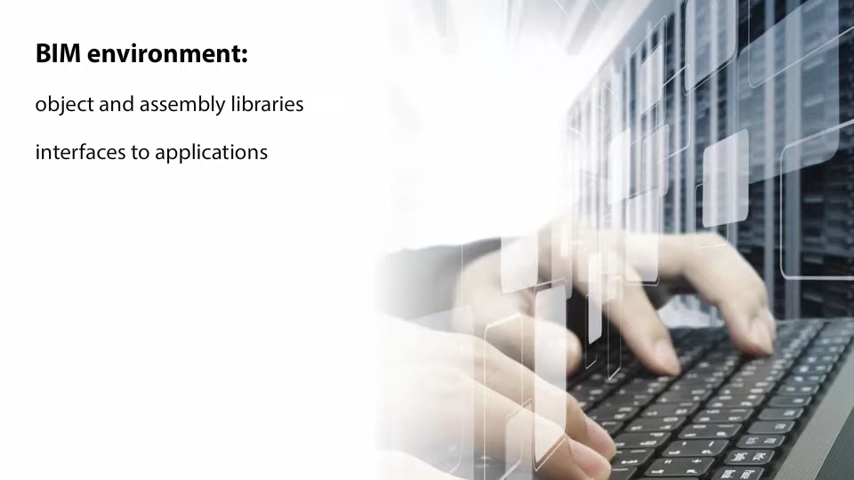 BIM environment:
object and assembly libraries
interfaces to applications